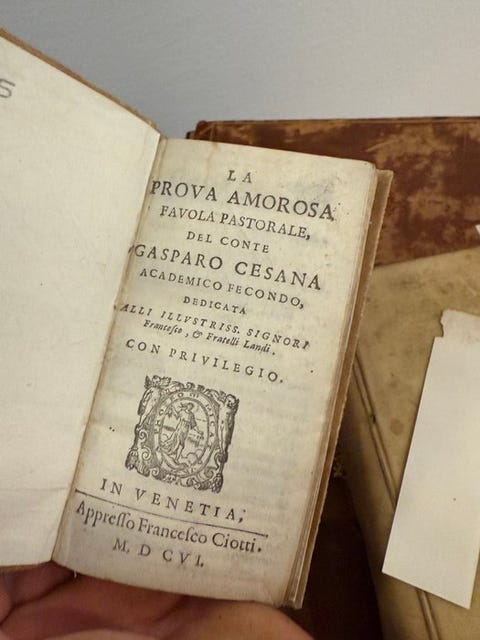 LA
PROVA AMOROSA
FAVOLA PASTORALE,
DEL CONTE
GASPARO CESANA
ACADEMICO FECONDO,
DEDICATA
ALLI ILLVSTRISS. SIGNORI
Francesco, & Fratelli Landi.
CON PRIVILEGIO.
IN VENETIA,
Appresso Francesco Ciotti.
M. D CVI.